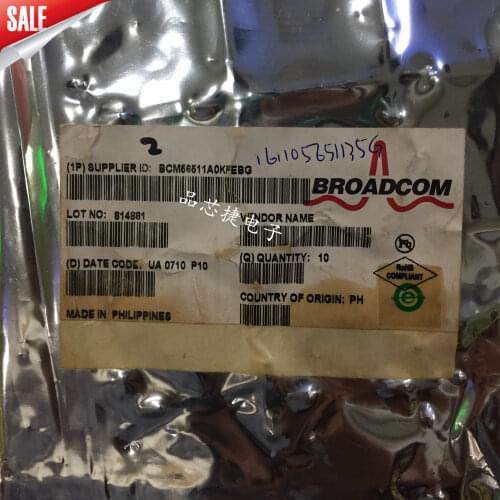 SALE
2
161105651135G
(1P) SUPPLIER ID: BCM56511A0KFEBG
BROADCOM
LOT NO: 814881
VENDOR NAME
品芯捷电子
(D) DATE CODE: UA 0710 P10
(Q) QUANTITY: 10
RoHS
COMPLIANT
COUNTRY OF ORIGIN: PH
MADE IN PHILIPPINES